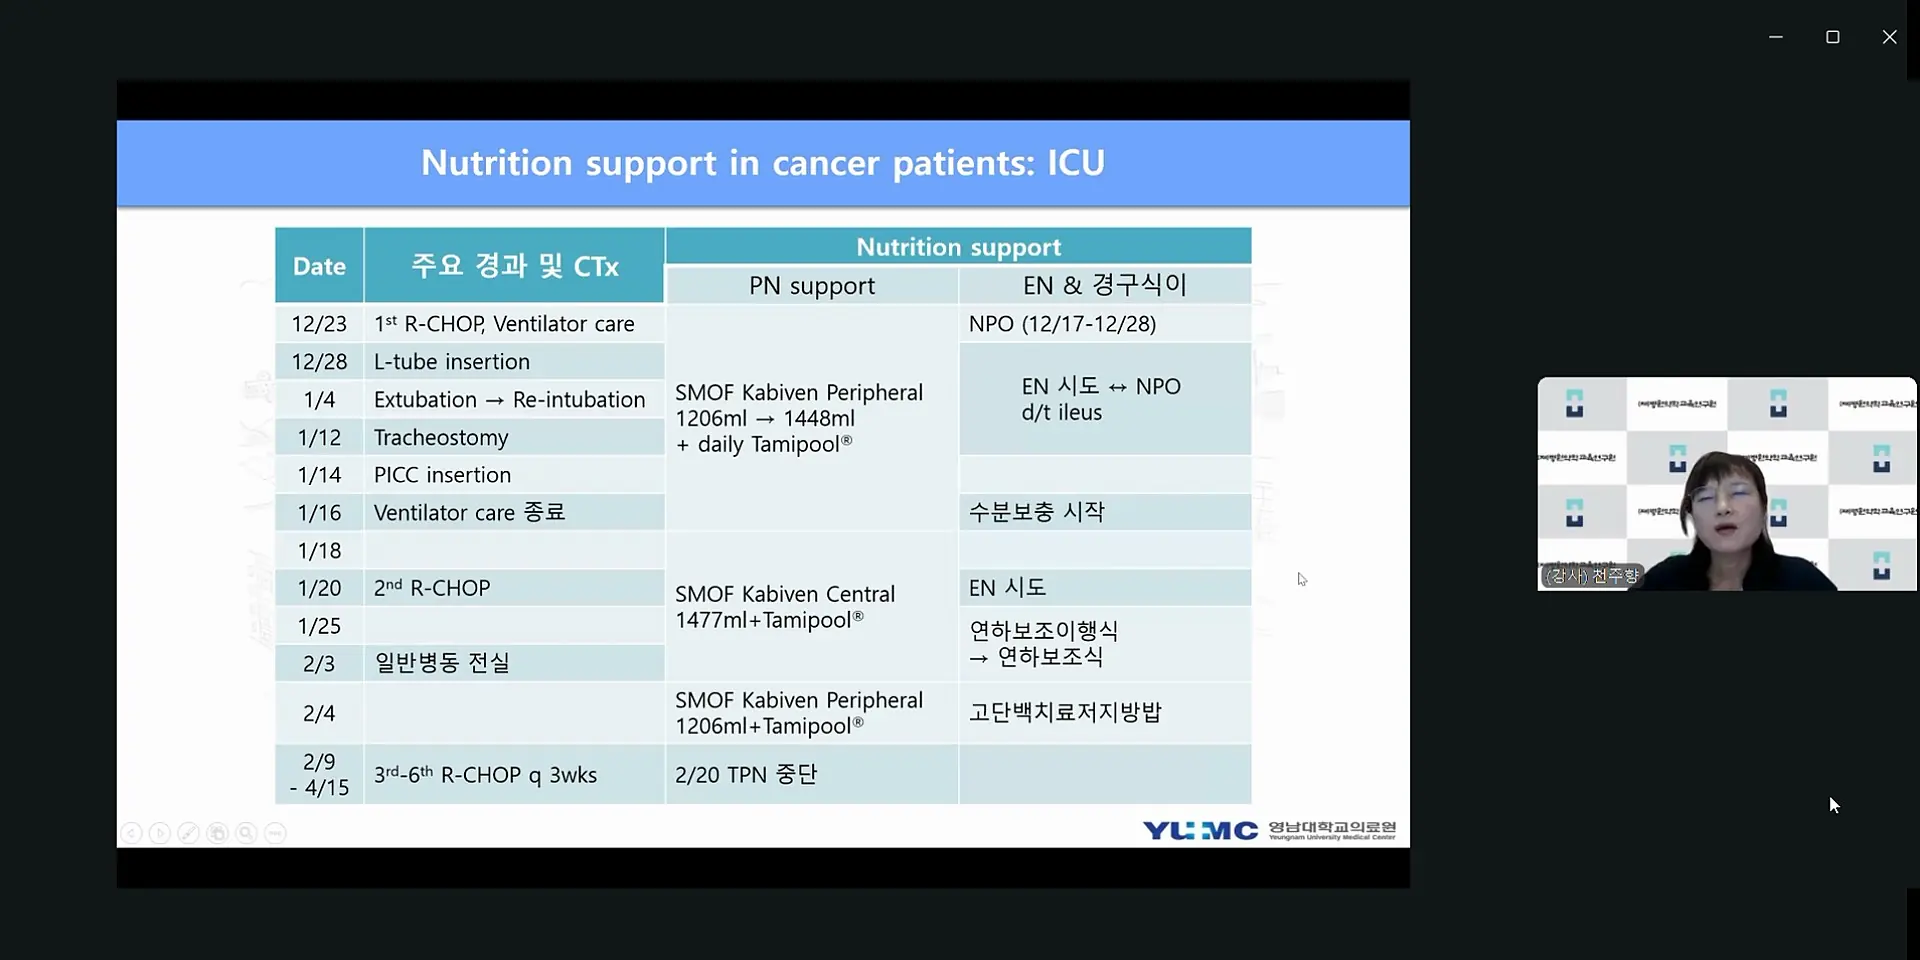 Nutrition support in cancer patients: ICU
Date
주요 경과 및 CTx
Nutrition support
PN support
EN & 경구식이
12/23
1st R-CHOP, Ventilator care
NPO (12/17-12/28)
12/28
L-tube insertion
SMOF Kabiven Peripheral
1206ml → 1448ml
+ daily Tamipool®
EN 시도 ↔ NPO
d/t ileus
1/4
Extubation → Re-intubation
1/12
Tracheostomy
1/14
PICC insertion
1/16
Ventilator care 종료
수분보충 시작
1/18
SMOF Kabiven Central
1477ml+Tamipool®
1/20
2nd R-CHOP
EN 시도
1/25
연하보조이행식
→ 연하보조식
2/3
일반병동 전실
2/4
SMOF Kabiven Peripheral
1206ml+Tamipool®
고단백치료저지방밥
2/9
- 4/15
3rd-6th R-CHOP q 3wks
2/20 TPN 중단
YUMC 영남대학교의료원
Yeungnam University Medical Center
(강사) 천주향